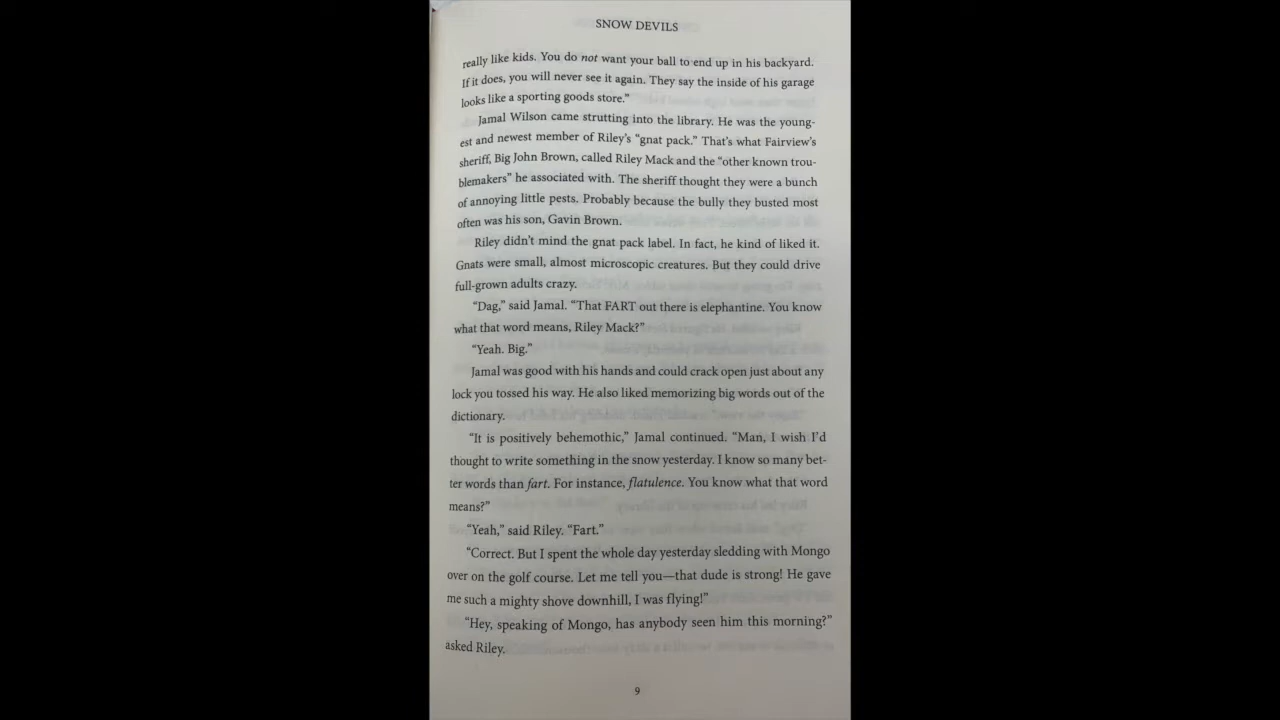 SNOW DEVILS
really like kids. You do not want your ball to end up in his backyard.
If it does, you will never see it again. They say the inside of his garage
looks like a sporting goods store.”
Jamal Wilson came strutting into the library. He was the young-
est and newest member of Riley’s “gnat pack.” That’s what Fairview’s
sheriff, Big John Brown, called Riley Mack and the “other known trou-
blemakers” he associated with. The sheriff thought they were a bunch
of annoying little pests. Probably because the bully they busted most
often was his son, Gavin Brown.
Riley didn’t mind the gnat pack label. In fact, he kind of liked it.
Gnats were small, almost microscopic creatures. But they could drive
full-grown adults crazy.
“Dag,” said Jamal. “That FART out there is elephantine. You know
what that word means, Riley Mack?”
“Yeah. Big.”
Jamal was good with his hands and could crack open just about any
lock you tossed his way. He also liked memorizing big words out of the
dictionary.
“It is positively behemothic,” Jamal continued. “Man, I wish I’d
thought to write something in the snow yesterday. I know so many bet-
ter words than fart. For instance, flatulence. You know what that word
means?”
“Yeah,” said Riley. “Fart.”
“Correct. But I spent the whole day yesterday sledding with Mongo
over on the golf course. Let me tell you—that dude is strong! He gave
me such a mighty shove downhill, I was flying!”
“Hey, speaking of Mongo, has anybody seen him this morning?”
asked Riley.
9